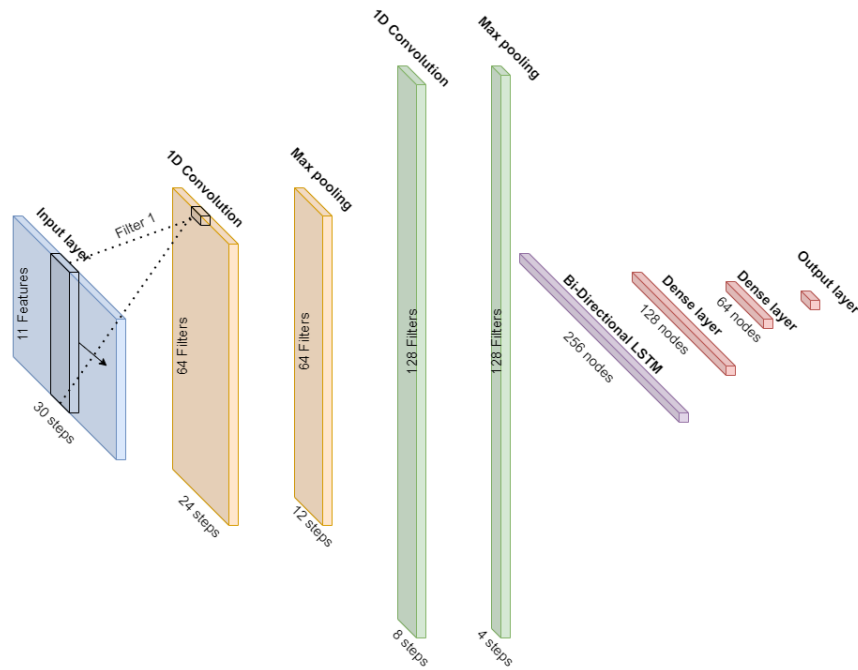 Input layer
11 Features
30 steps
Filter 1
1D Convolution
64 Filters
24 steps
Max pooling
64 Filters
12 steps
1D Convolution
128 Filters
8 steps
Max pooling
128 Filters
4 steps
Bi-Directional LSTM
256 nodes
Dense layer
128 nodes
Dense layer
64 nodes
Output layer